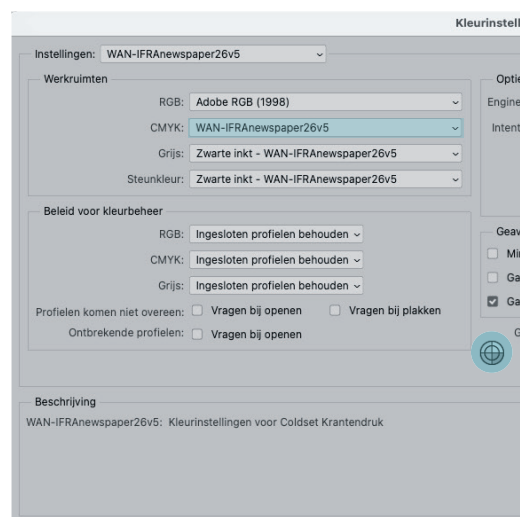 Kleurinstell
Instellingen: WAN-IFRAnewspaper26v5
Werkruimten
RGB: Adobe RGB (1998)
CMYK: WAN-IFRAnewspaper26v5
Grijs: Zwarte inkt - WAN-IFRAnewspaper26v5
Steunkleur: Zwarte inkt - WAN-IFRAnewspaper26v5
Beleid voor kleurbeheer
RGB: Ingesloten profielen behouden
CMYK: Ingesloten profielen behouden
Grijs: Ingesloten profielen behouden
Profielen komen niet overeen: Vragen bij openen Vragen bij plakken
Ontbrekende profielen: Vragen bij openen
Optie
Engine
Intent
Geav
Min
Ga
Ga
G
Beschrijving
WAN-IFRAnewspaper26v5: Kleurinstellingen voor Coldset Krantendruk